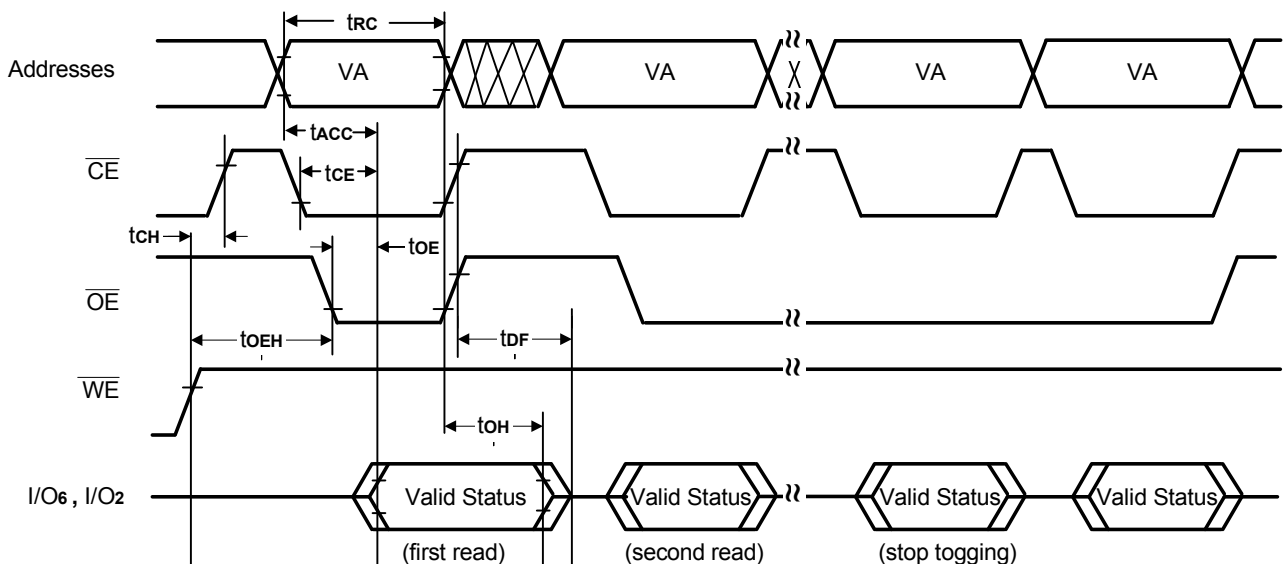 tRC
Addresses VA VA VA VA
tACC
CE
tCE
tCH
tOE
OE
tOEH
tDF
WE
tOH
I/O6 , I/O2 Valid Status Valid Status Valid Status Valid Status
(first read) (second read) (stop togging)